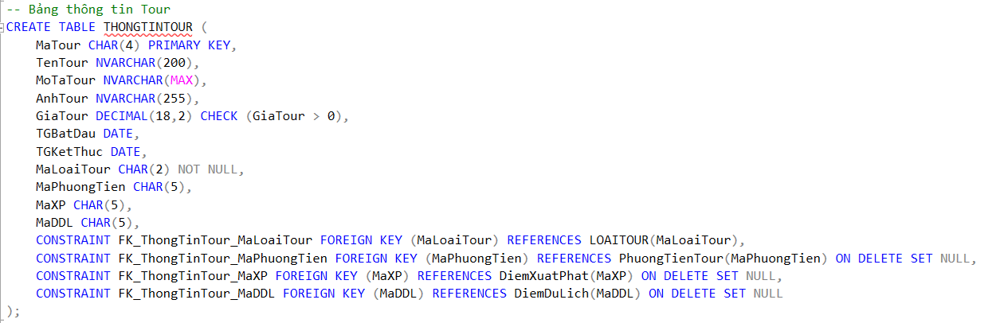 -- Bảng thông tin Tour
CREATE TABLE THONGTINTOUR (
    MaTour CHAR(4) PRIMARY KEY,
    TenTour NVARCHAR(200),
    MoTaTour NVARCHAR(MAX),
    AnhTour NVARCHAR(255),
    GiaTour DECIMAL(18,2) CHECK (GiaTour > 0),
    TGBatDau DATE,
    TGKetThuc DATE,
    MaLoaiTour CHAR(2) NOT NULL,
    MaPhuongTien CHAR(5),
    MaXP CHAR(5),
    MaDDL CHAR(5),
    CONSTRAINT FK_ThongTinTour_MaLoaiTour FOREIGN KEY (MaLoaiTour) REFERENCES LOAITOUR(MaLoaiTour),
    CONSTRAINT FK_ThongTinTour_MaPhuongTien FOREIGN KEY (MaPhuongTien) REFERENCES PhuongTienTour(MaPhuongTien) ON DELETE SET NULL,
    CONSTRAINT FK_ThongTinTour_MaXP FOREIGN KEY (MaXP) REFERENCES DiemXuatPhat(MaXP) ON DELETE SET NULL,
    CONSTRAINT FK_ThongTinTour_MaDDL FOREIGN KEY (MaDDL) REFERENCES DiemDuLich(MaDDL) ON DELETE SET NULL
);